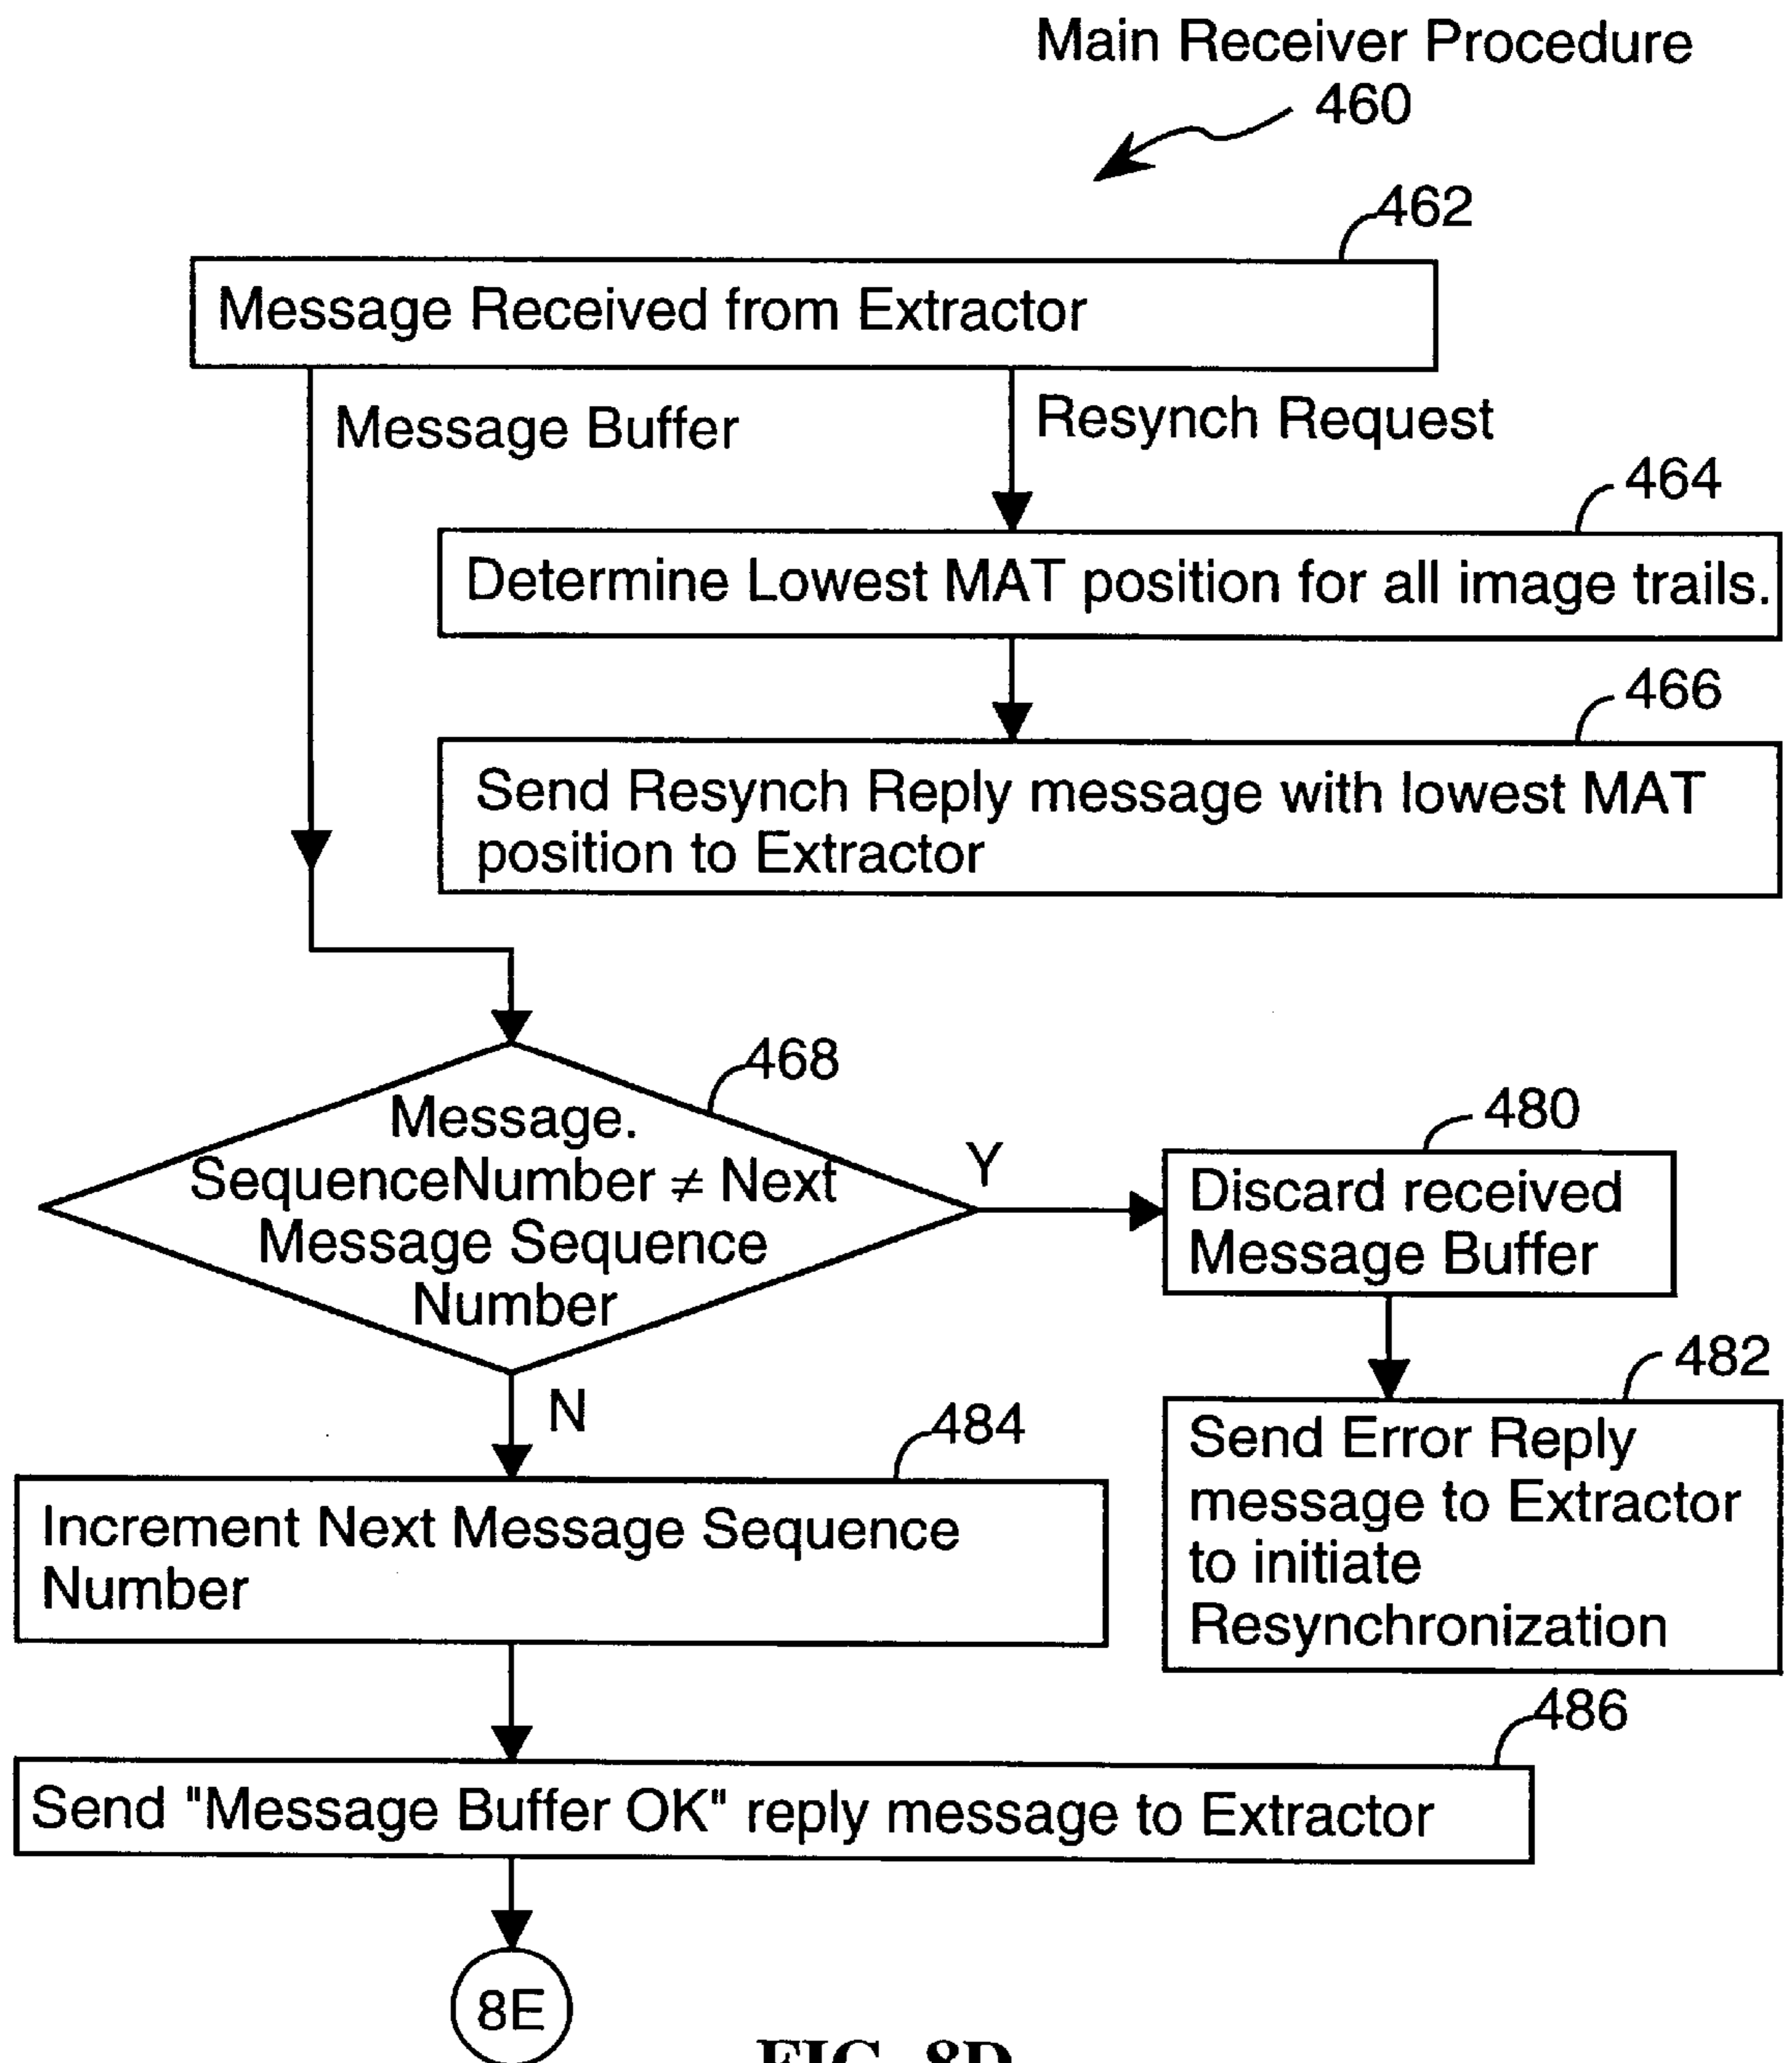 Main Receiver Procedure
460
462
Message Received from Extractor
Message Buffer
Resynch Request
464
Determine Lowest MAT position for all image trails.
466
Send Resynch Reply message with lowest MAT
position to Extractor
468
Message.
SequenceNumber ≠ Next
Message Sequence
Number
Y
480
Discard received
Message Buffer
482
Send Error Reply
message to Extractor
to initiate
Resynchronization
N
484
Increment Next Message Sequence
Number
486
Send "Message Buffer OK" reply message to Extractor
8E
FIG. 8D